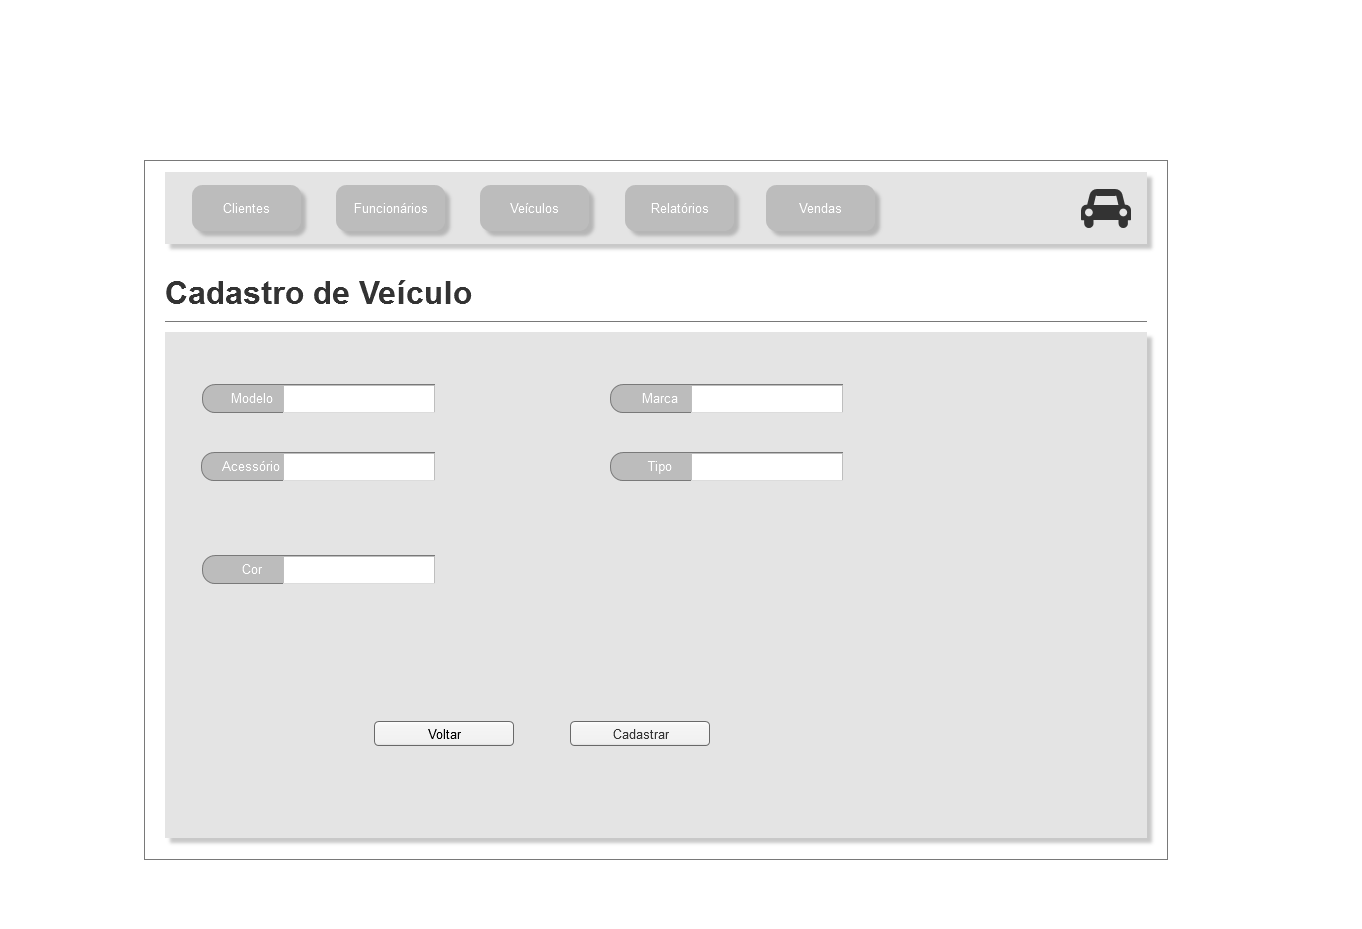 Clientes Funcionários Veículos Relatórios Vendas
Cadastro de Veículo
Modelo Marca
Acessório Tipo
Cor
Voltar Cadastrar